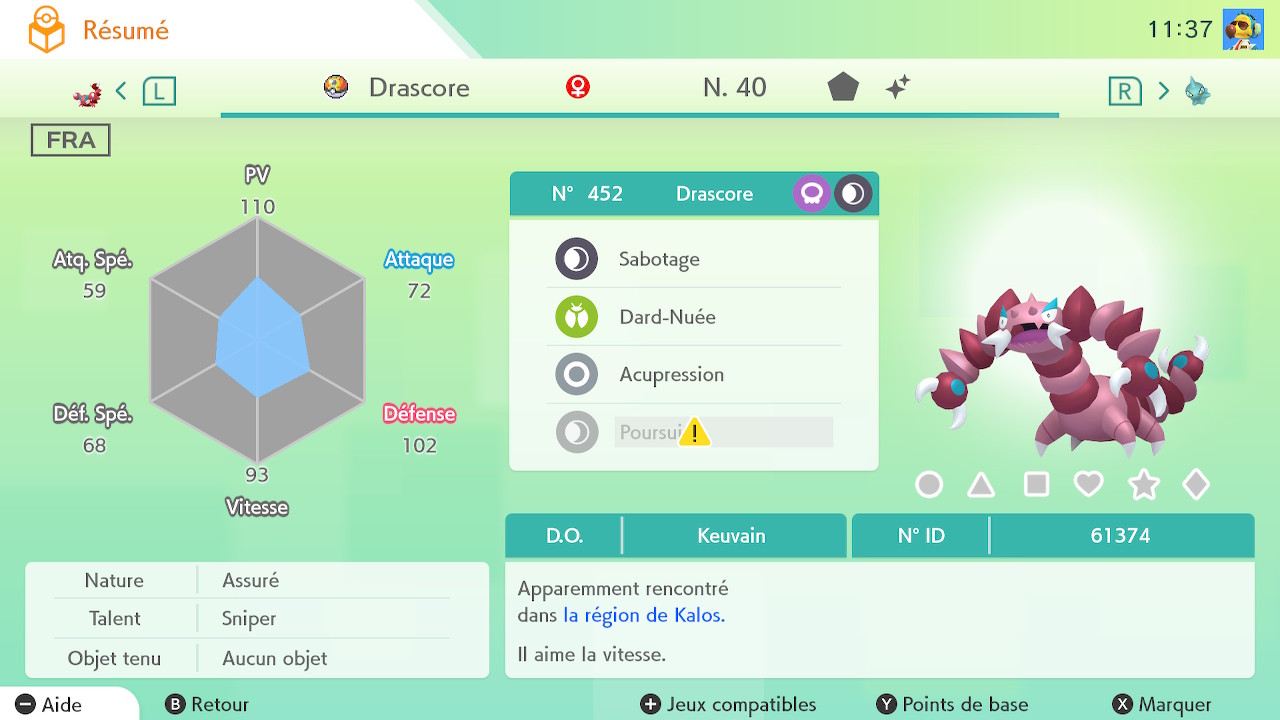 Résumé
11:37
L
Drascore
N. 40
R
FRA
PV
110
Atq. Spé.
59
Attaque
72
Déf. Spé.
68
Défense
102
93
Vitesse
N° 452 Drascore
Sabotage
Dard-Nuée
Acupression
D.O. Keuvain N° ID 61374
Nature Assuré
Talent Sniper
Objet tenu Aucun objet
Apparemment rencontré
dans la région de Kalos.
Il aime la vitesse.
Aide
B Retour
+ Jeux compatibles
Y Points de base
X Marquer